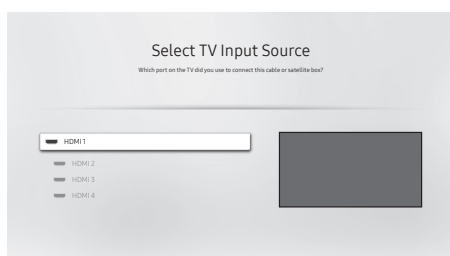 Select TV Input Source
Which port on the TV did you use to connect this cable or satellite box?
HDMI 1
HDMI 2
HDMI 3
HDMI 4